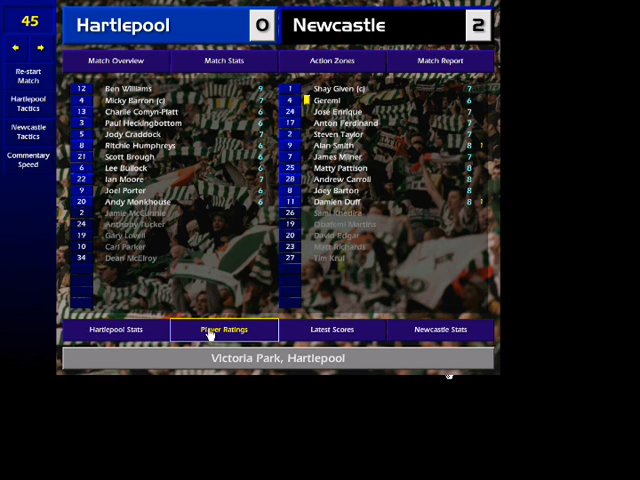 45
Hartlepool 0 Newcastle 2
Match Overview Match Stats Action Zones Match Report
Re-start Match
Hartlepool Tactics
Newcastle Tactics
Commentary Speed
12 Ben Williams 9 1 Shay Given (c) 7
4 Micky Barron (c) 7 4 Geremi 6
13 Charlie Comyn-Platt 6 24 José Enrique 7
3 Paul Heckingbottom 6 17 Anton Ferdinand 7
5 Jody Craddock 7 2 Steven Taylor 7
8 Ritchie Humphreys 6 9 Alan Smith 8 1
21 Scott Brough 6 7 James Milner 7
6 Lee Bullock 6 25 Matty Pattison 8
22 Ian Moore 7 28 Andrew Carroll 8
9 Joel Porter 6 8 Joey Barton 8
20 Andy Monkhouse 6 11 Damien Duff 8 1
2 Jamie McCunnie 26 Sami Khedira
24 Anthony Tucker 19 Obafemi Martins
19 Gary Lovell 20 David Edgar
10 Carl Parker 23 Matt Richards
34 Dean McElroy 27 Tim Krul
Hartlepool Stats Player Ratings Latest Scores Newcastle Stats
Victoria Park, Hartlepool